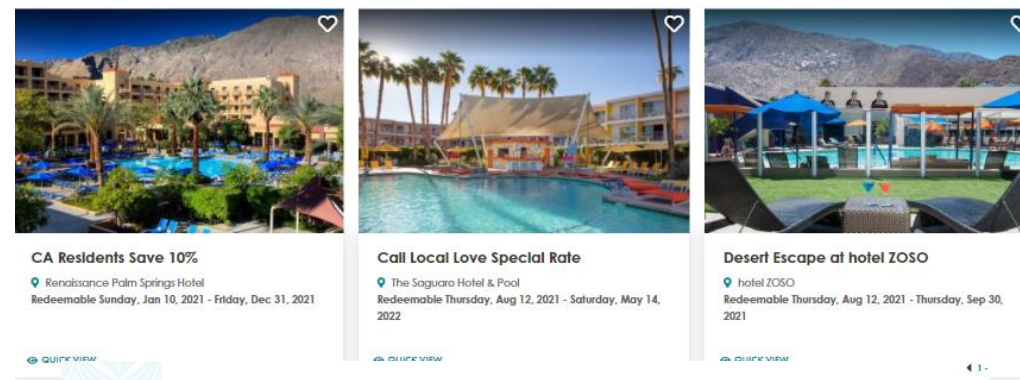 CA Residents Save 10%
Renaissance Palm Springs Hotel
Redeemable Sunday, Jan 10, 2021 - Friday, Dec 31, 2021
QUICK VIEW
Cali Local Love Special Rate
The Saguaro Hotel & Pool
Redeemable Thursday, Aug 12, 2021 - Saturday, May 14,
2022
QUICK VIEW
Desert Escape at hotel ZOSO
hotel ZOSO
Redeemable Thursday, Aug 12, 2021 - Thursday, Sep 30,
2021
QUICK VIEW
1 -